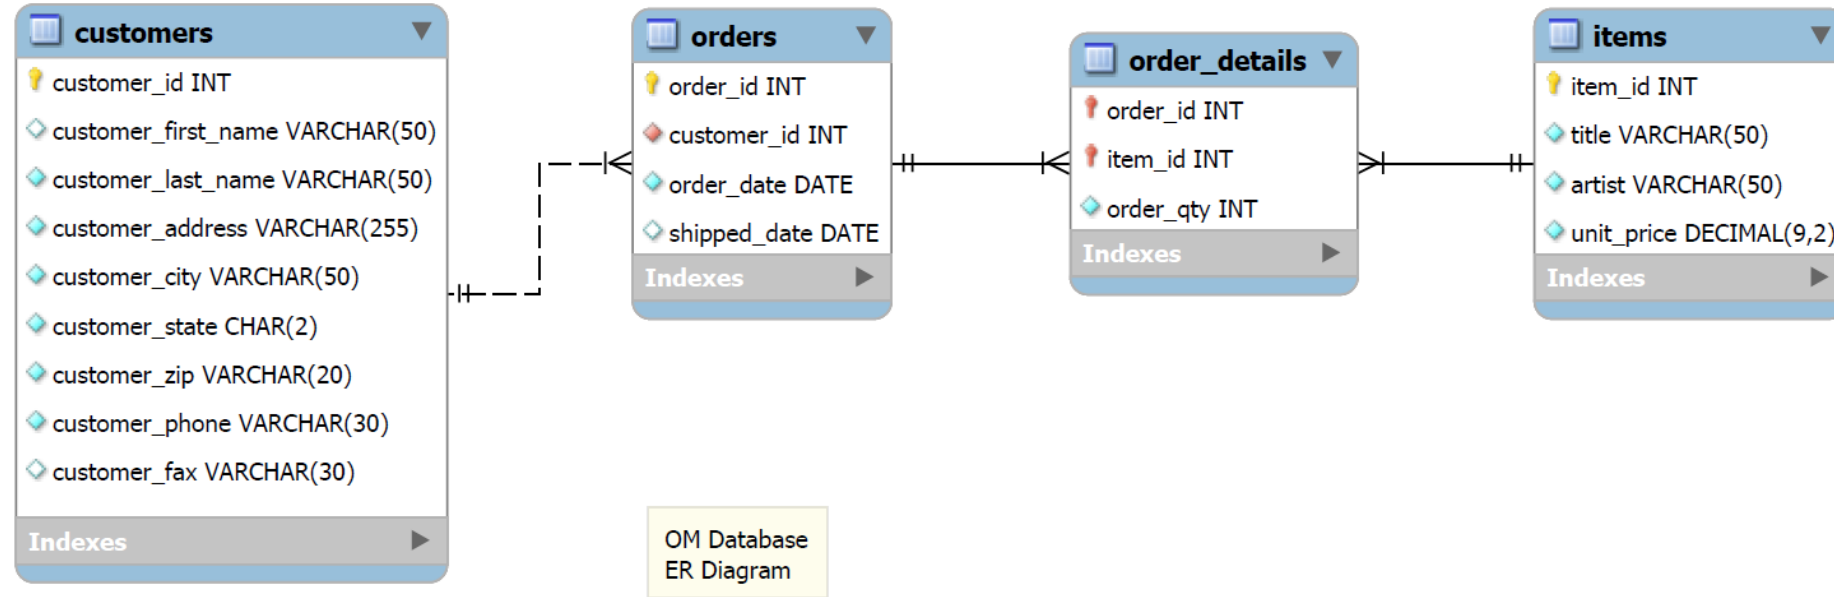 customers
customer_id INT
customer_first_name VARCHAR(50)
customer_last_name VARCHAR(50)
customer_address VARCHAR(255)
customer_city VARCHAR(50)
customer_state CHAR(2)
customer_zip VARCHAR(20)
customer_phone VARCHAR(30)
customer_fax VARCHAR(30)
Indexes
orders
order_id INT
customer_id INT
order_date DATE
shipped_date DATE
Indexes
order_details
order_id INT
item_id INT
order_qty INT
Indexes
items
item_id INT
title VARCHAR(50)
artist VARCHAR(50)
unit_price DECIMAL(9,2)
Indexes
OM Database
ER Diagram